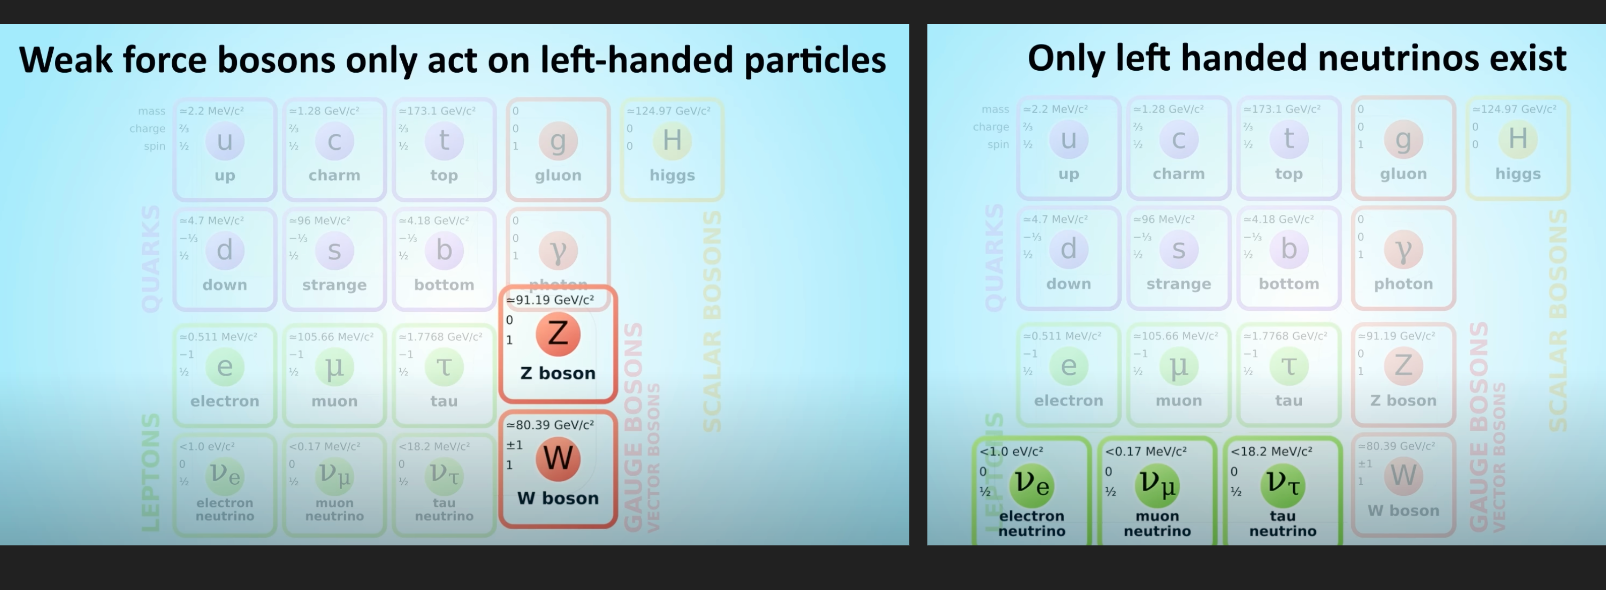 Weak force bosons only act on left-handed particles
mass
charge
spin
≃2.2 MeV/c²
⅔
½
u
up
≃1.28 GeV/c²
⅔
½
c
charm
≃173.1 GeV/c²
⅔
½
t
top
0
0
1
g
gluon
≃124.97 GeV/c²
0
0
H
higgs
QUARKS
≃4.7 MeV/c²
−⅓
½
d
down
≃96 MeV/c²
−⅓
½
s
strange
≃4.18 GeV/c²
−⅓
½
b
bottom
0
0
1
γ
photon
SCALAR BOSONS
LEPTONS
≃0.511 MeV/c²
−1
½
e
electron
≃105.66 MeV/c²
−1
½
μ
muon
≃1.7768 GeV/c²
−1
½
τ
tau
≃91.19 GeV/c²
0
1
Z
Z boson
GAUGE BOSONS
VECTOR BOSONS
<1.0 eV/c²
0
½
νe
electron
neutrino
<0.17 MeV/c²
0
½
νμ
muon
neutrino
<18.2 MeV/c²
0
½
ντ
tau
neutrino
≃80.39 GeV/c²
±1
1
W
W boson
Only left handed neutrinos exist
mass
charge
spin
≃2.2 MeV/c²
⅔
½
u
up
≃1.28 GeV/c²
⅔
½
c
charm
≃173.1 GeV/c²
⅔
½
t
top
0
0
1
g
gluon
≃124.97 GeV/c²
0
0
H
higgs
QUARKS
≃4.7 MeV/c²
−⅓
½
d
down
≃96 MeV/c²
−⅓
½
s
strange
≃4.18 GeV/c²
−⅓
½
b
bottom
0
0
1
γ
photon
SCALAR BOSONS
LEPTONS
≃0.511 MeV/c²
−1
½
e
electron
≃105.66 MeV/c²
−1
½
μ
muon
≃1.7768 GeV/c²
−1
½
τ
tau
≃91.19 GeV/c²
0
1
Z
Z boson
GAUGE BOSONS
VECTOR BOSONS
<1.0 eV/c²
0
½
νe
electron
neutrino
<0.17 MeV/c²
0
½
νμ
muon
neutrino
<18.2 MeV/c²
0
½
ντ
tau
neutrino
≃80.39 GeV/c²
±1
1
W
W boson